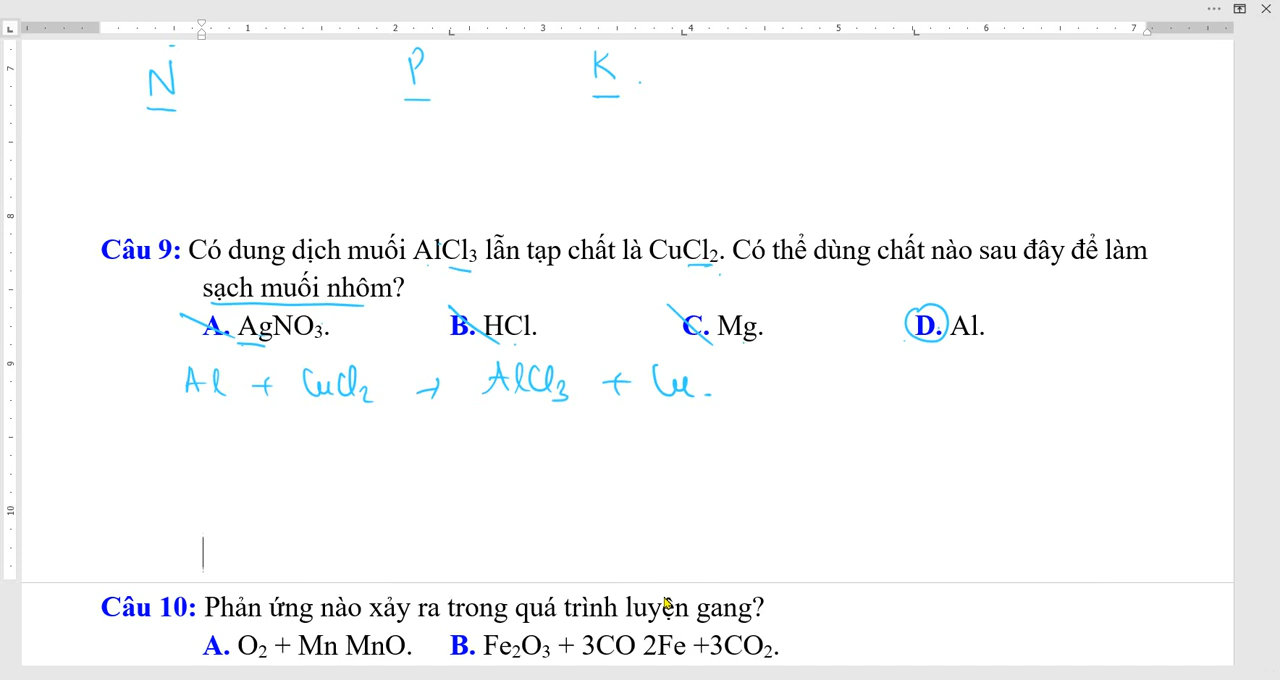 N P K.
Câu 9: Có dung dịch muối AlCl₃ lẫn tạp chất là CuCl₂. Có thể dùng chất nào sau đây để làm
sạch muối nhôm?
A. AgNO₃. B. HCl. C. Mg. D. Al.
Al + CuCl₂ → AlCl₃ + Cu.
Câu 10: Phản ứng nào xảy ra trong quá trình luyện gang?
A. O₂ + Mn MnO. B. Fe₂O₃ + 3CO 2Fe +3CO₂.